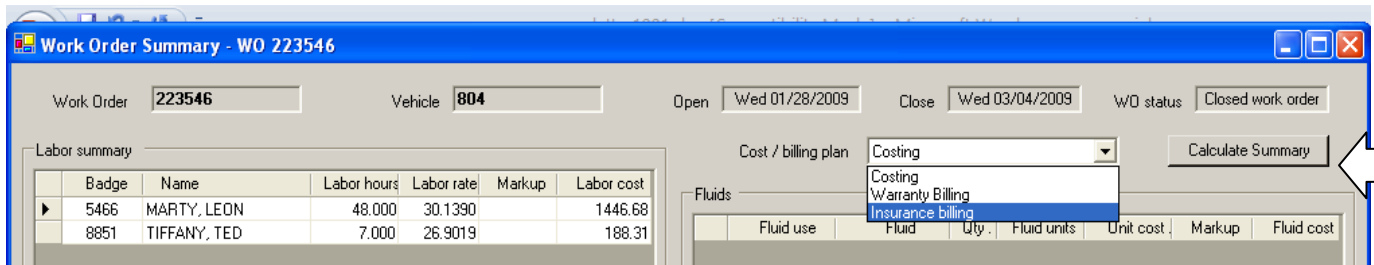 Work Order Summary - WO 223546
Work Order 223546 Vehicle 804 Open Wed 01/28/2009 Close Wed 03/04/2009 WO status Closed work order
Cost / billing plan Costing Calculate Summary
Costing
Warranty Billing
Insurance billing
Labor summary
Badge Name Labor hours Labor rate Markup Labor cost
5466 MARTY, LEON 48.000 30.1390 1446.68
8851 TIFFANY, TED 7.000 26.9019 188.31
Fluids
Fluid use Fluid Qty . Fluid units Unit cost . Markup Fluid cost